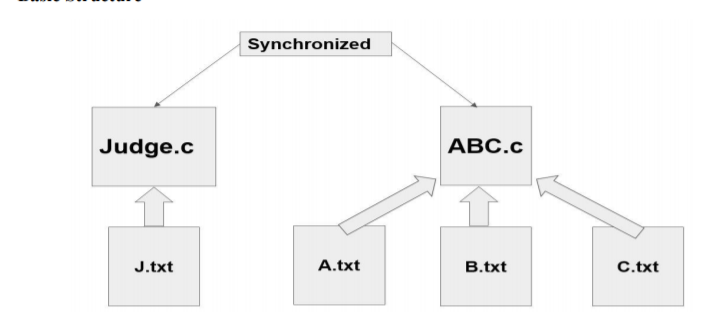 Basic Structure
Synchronized
Judge.c
ABC.c
J.txt
A.txt
B.txt
C.txt